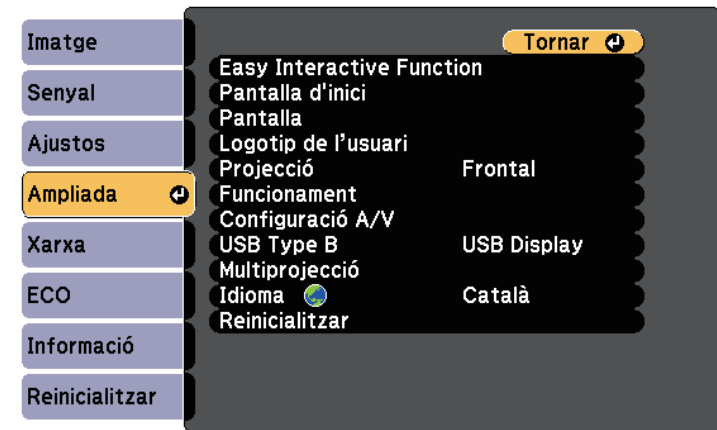 Imatge
Senyal
Ajustos
Ampliada
Xarxa
ECO
Informació
Reinicialitzar
Tornar
Easy Interactive Function
Pantalla d'inici
Pantalla
Logotip de l’usuari
Projecció Frontal
Funcionament
Configuració A/V
USB Type B USB Display
Multiprojecció
Idioma Català
Reinicialitzar